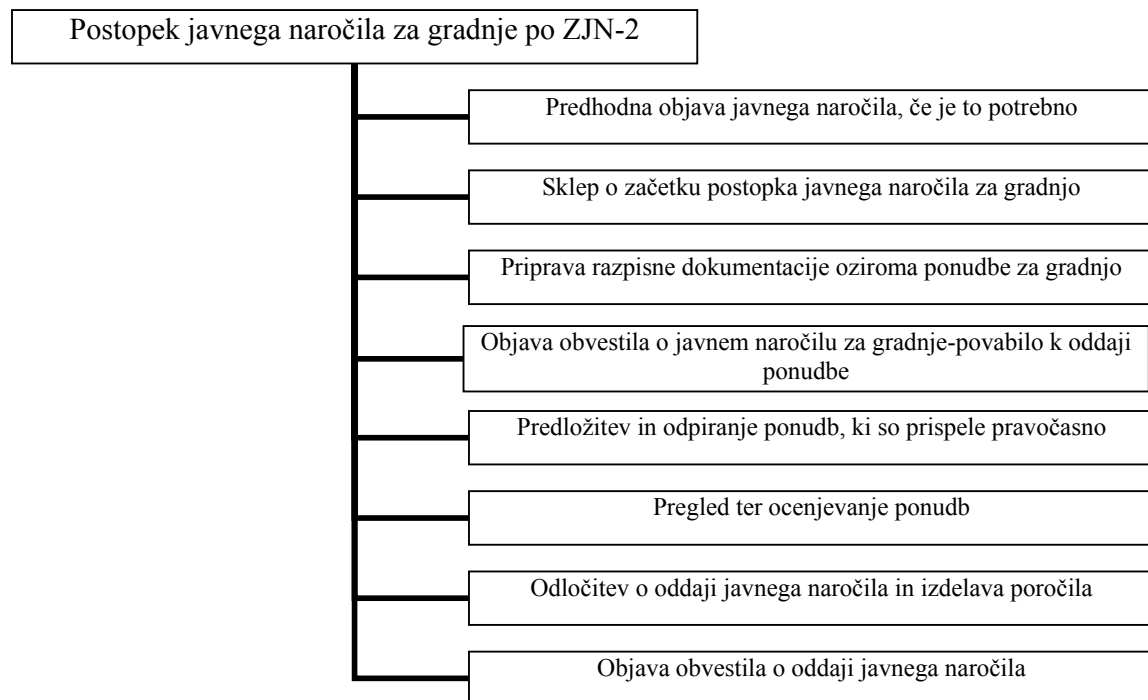 Postopek javnega naročila za gradnje po ZJN-2
Predhodna objava javnega naročila, če je to potrebno
Sklep o začetku postopka javnega naročila za gradnjo
Priprava razpisne dokumentacije oziroma ponudbe za gradnjo
Objava obvestila o javnem naročilu za gradnje-povabilo k oddaji
ponudbe
Predložitev in odpiranje ponudb, ki so prispele pravočasno
Pregled ter ocenjevanje ponudb
Odločitev o oddaji javnega naročila in izdelava poročila
Objava obvestila o oddaji javnega naročila